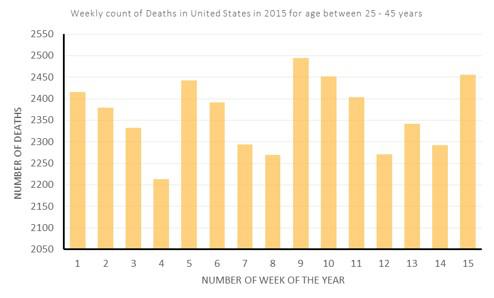 Weekly count of Deaths in United States in 2015 for age between 25 - 45 years
2550
2500
2450
2400
2350
2300
2250
2200
2150
2100
2050
NUMBER OF DEATHS
1 2 3 4 5 6 7 8 9 10 11 12 13 14 15
NUMBER OF WEEK OF THE YEAR